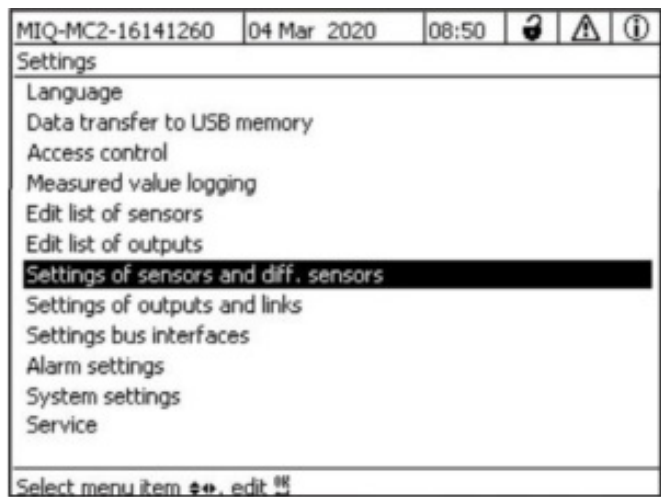 MIQ-MC2-16141260 04 Mar 2020 08:50
Settings
Language
Data transfer to USB memory
Access control
Measured value logging
Edit list of sensors
Edit list of outputs
Settings of sensors and diff. sensors
Settings of outputs and links
Settings bus interfaces
Alarm settings
System settings
Service
Select menu item, edit OK